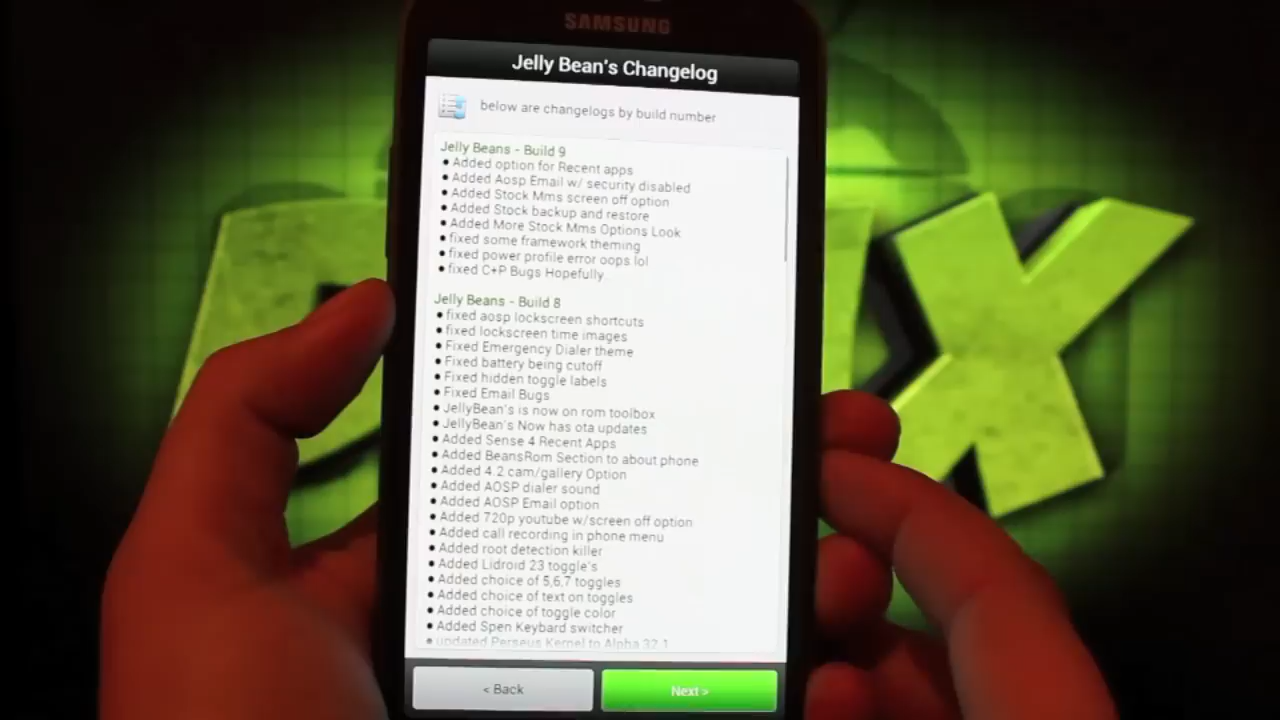 SAMSUNG
Jelly Bean's Changelog
below are changelogs by build number
Jelly Beans - Build 9
• Added option for Recent apps
• Added Aosp Email w/ security disabled
• Added Stock Mms screen off option
• Added Stock backup and restore
• Added More Stock Mms Options Look
• fixed some framework theming
• fixed power profile error oops lol
• fixed C+P Bugs Hopefully
Jelly Beans - Build 8
• fixed aosp lockscreen shortcuts
• fixed lockscreen time images
• Fixed Emergency Dialer theme
• Fixed battery being cutoff
• Fixed hidden toggle labels
• Fixed Email Bugs
• JellyBean's is now on rom toolbox
• JellyBean's Now has ota updates
• Added Sense 4 Recent Apps
• Added BeansRom Section to about phone
• Added 4.2 cam/gallery Option
• Added AOSP dialer sound
• Added AOSP Email option
• Added 720p youtube w/screen off option
• Added call recording in phone menu
• Added root detection killer
• Added Lidroid 23 toggle's
• Added choice of 5,6,7 toggles
• Added choice of text on toggles
• Added choice of toggle color
• Added Spen Keybard switcher
• updated Perseus Kernel to Alpha 32.1
< Back
Next >
X